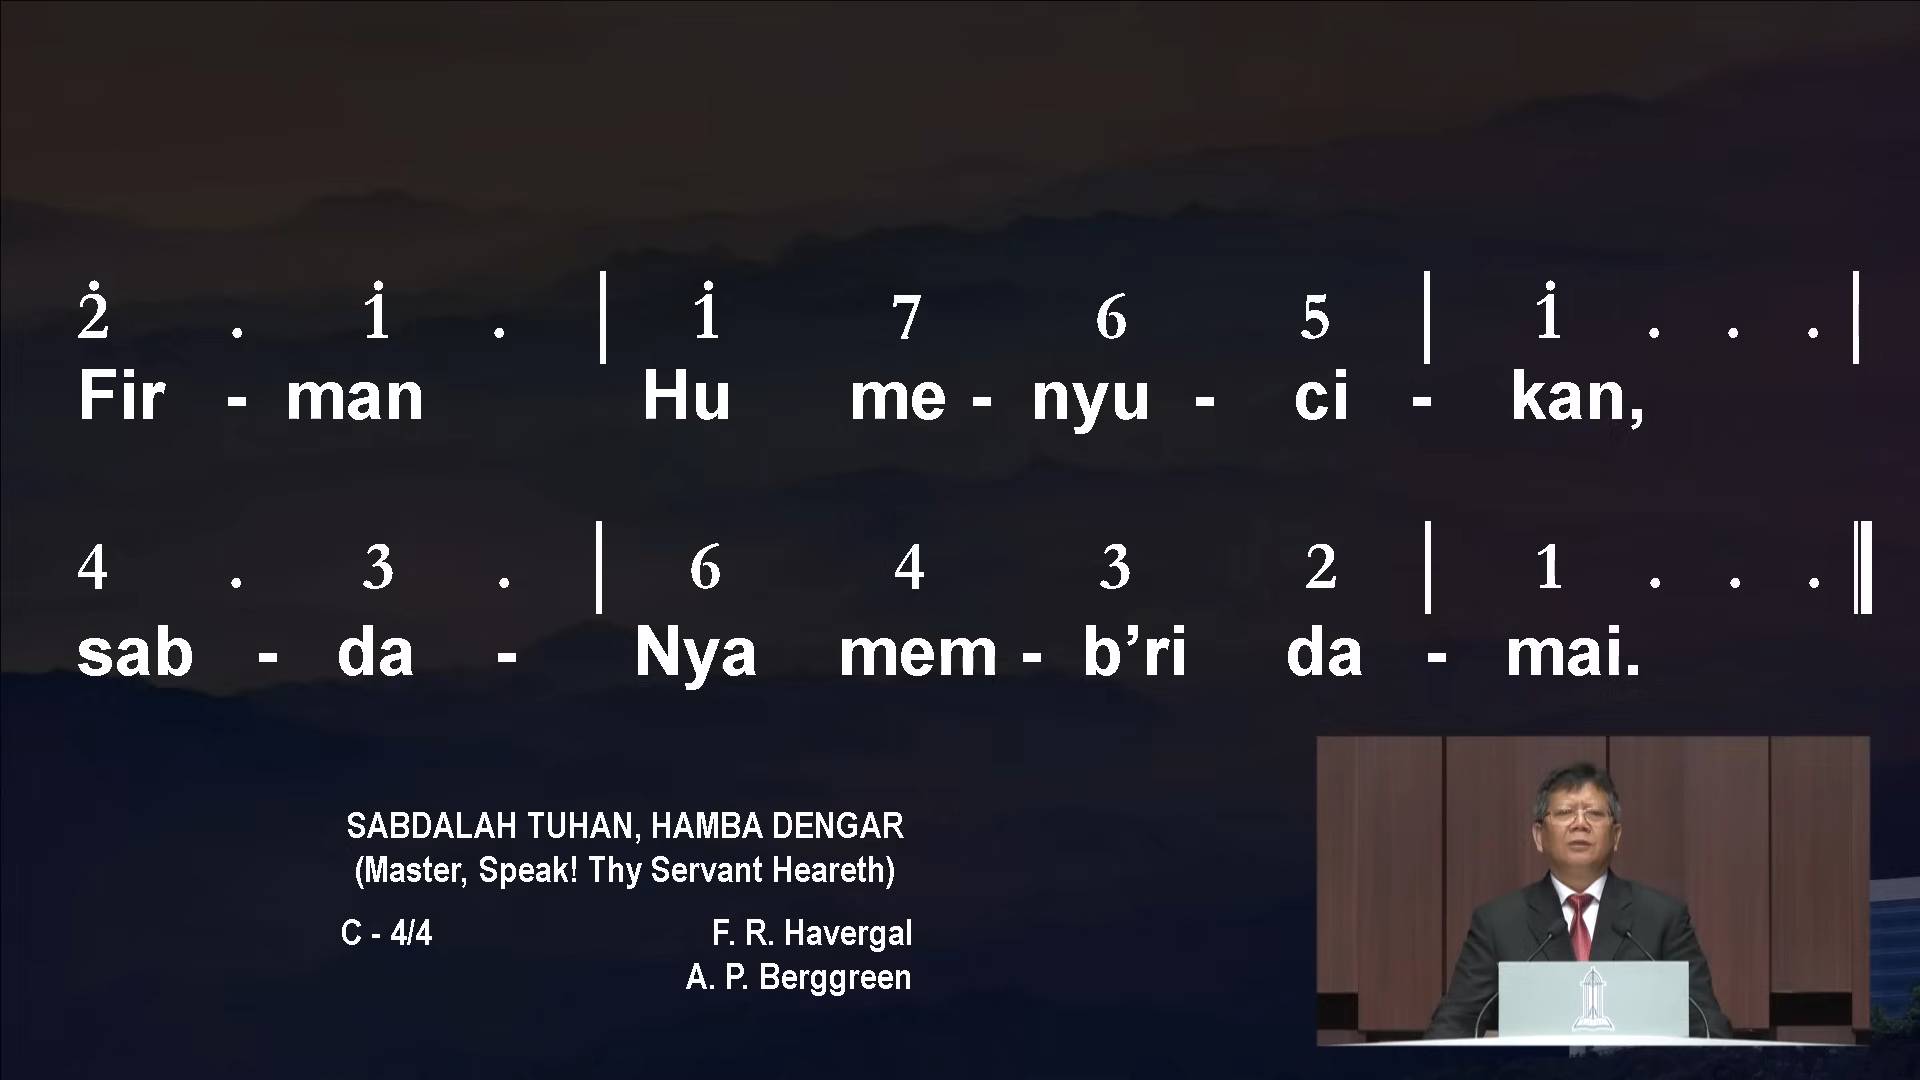 2̇ . 1̇ . | 1̇ 7 6 5 | 1̇ . . . |
Fir - man Hu me - nyu - ci - kan,
4 . 3 . | 6 4 3 2 | 1 . . . ‖
sab - da - Nya mem - b’ri da - mai.
SABDALAH TUHAN, HAMBA DENGAR
(Master, Speak! Thy Servant Heareth)
C - 4/4 F. R. Havergal
A. P. Berggreen